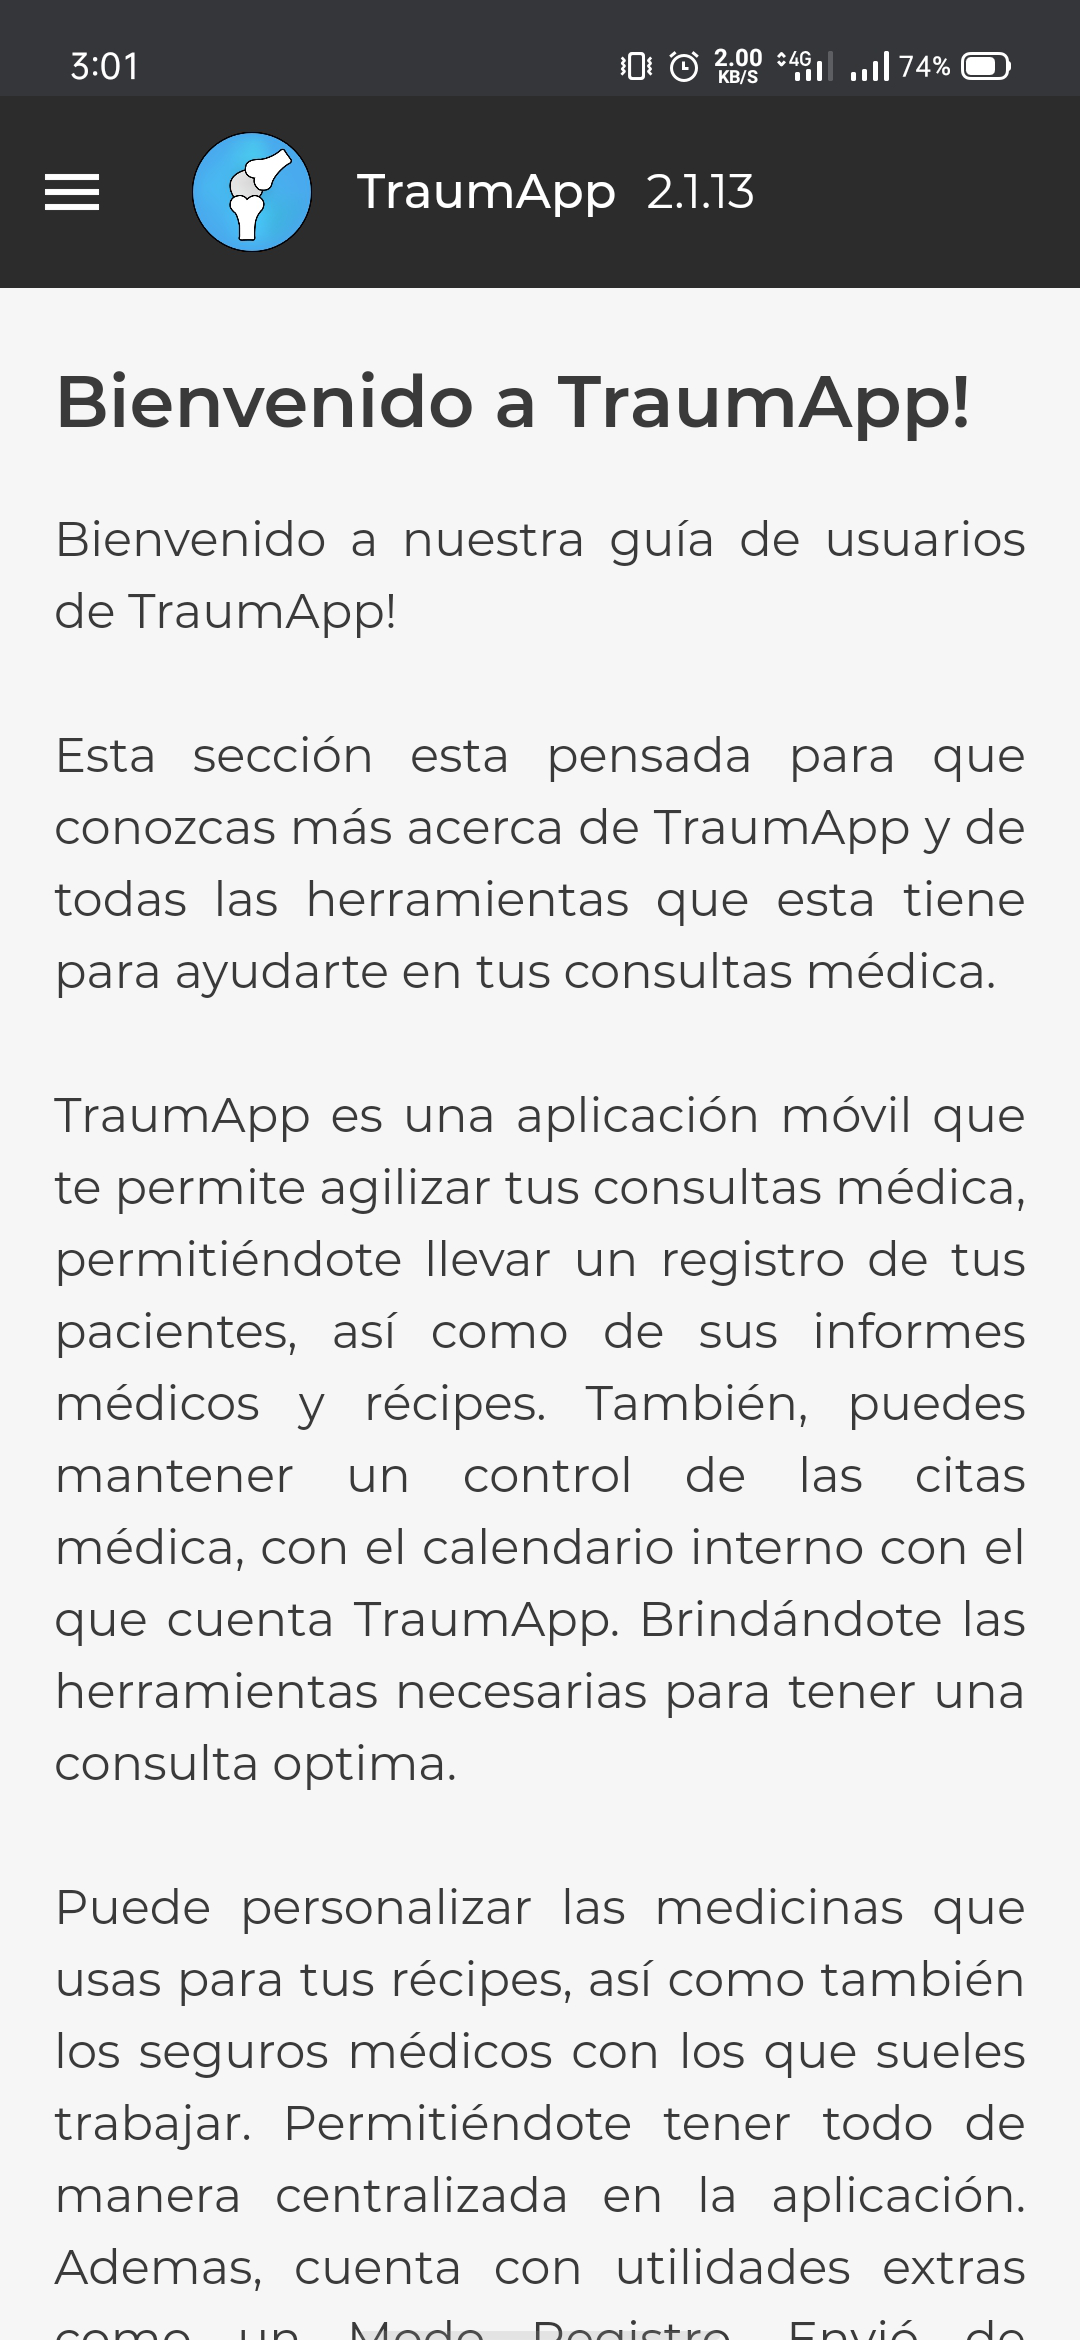 3:01
2.00
KB/S
4G
74%
TraumApp 2.1.13
Bienvenido a TraumApp!
Bienvenido a nuestra guía de usuarios
de TraumApp!
Esta sección esta pensada para que
conozcas más acerca de TraumApp y de
todas las herramientas que esta tiene
para ayudarte en tus consultas médica.
TraumApp es una aplicación móvil que
te permite agilizar tus consultas médica,
permitiéndote llevar un registro de tus
pacientes, así como de sus informes
médicos y récipes. También, puedes
mantener un control de las citas
médica, con el calendario interno con el
que cuenta TraumApp. Brindándote las
herramientas necesarias para tener una
consulta optima.
Puede personalizar las medicinas que
usas para tus récipes, así como también
los seguros médicos con los que sueles
trabajar. Permitiéndote tener todo de
manera centralizada en la aplicación.
Ademas, cuenta con utilidades extras
como un Modo Registro, Envió de